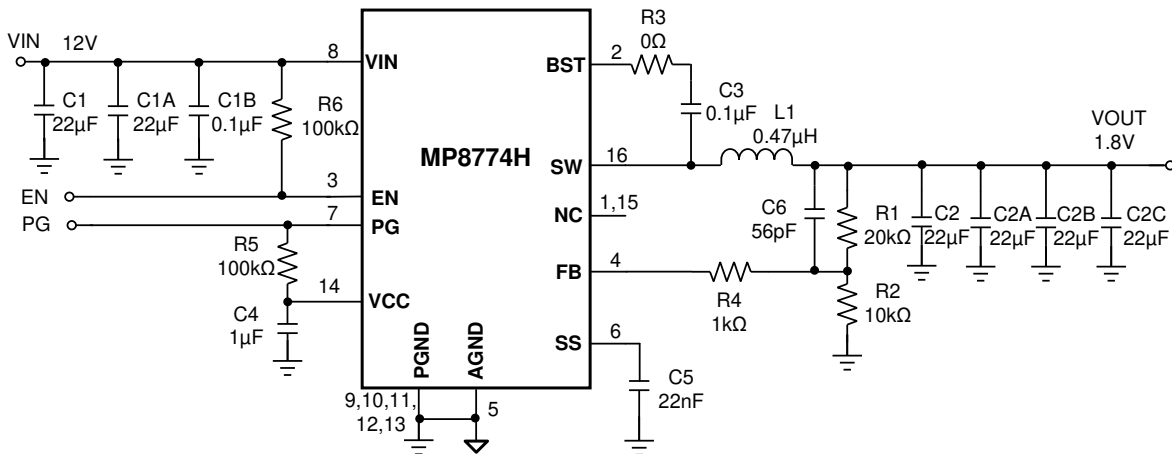 VIN 12V
C1
22µF
C1A
22µF
C1B
0.1µF
R6
100kΩ
EN
PG
R5
100kΩ
C4
1µF
8
3
7
14
VIN
EN
PG
VCC
MP8774H
PGND
AGND
BST
SW
NC
FB
SS
9,10,11,
12,13
5
2
16
1,15
4
6
R3
0Ω
C3
0.1µF
L1
0.47µH
C6
56pF
R1
20kΩ
R4
1kΩ
R2
10kΩ
C5
22nF
C2
22µF
C2A
22µF
C2B
22µF
C2C
22µF
VOUT
1.8V